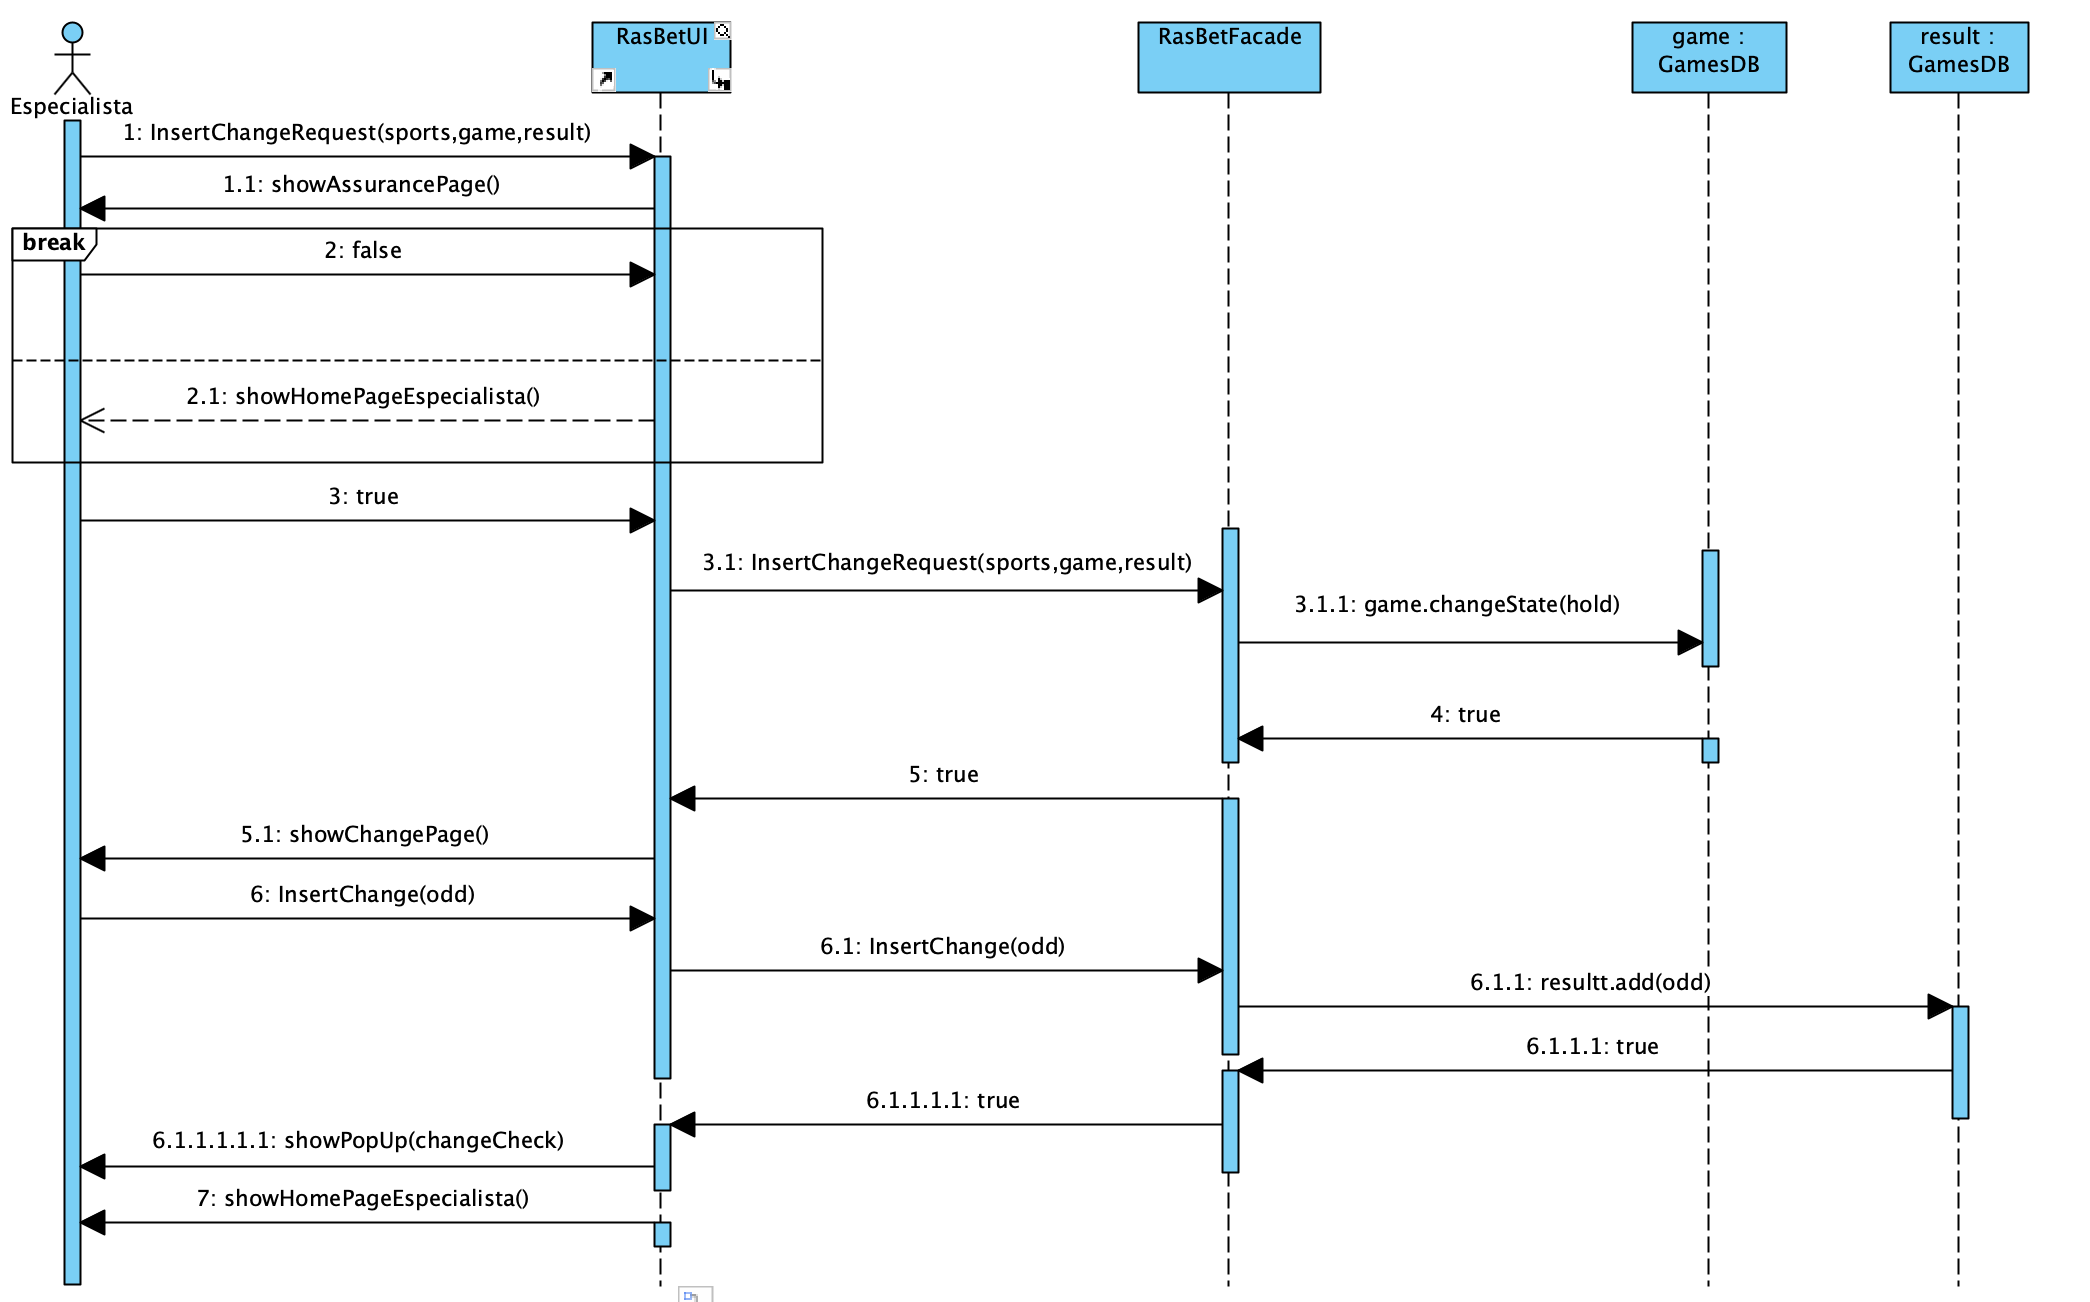 RasBetUI
RasBetFacade
game :
GamesDB
result :
GamesDB
Especialista
1: InsertChangeRequest(sports,game,result)
1.1: showAssurancePage()
break
2: false
2.1: showHomePageEspecialista()
3: true
3.1: InsertChangeRequest(sports,game,result)
3.1.1: game.changeState(hold)
4: true
5: true
5.1: showChangePage()
6: InsertChange(odd)
6.1: InsertChange(odd)
6.1.1: resultt.add(odd)
6.1.1.1: true
6.1.1.1.1: true
6.1.1.1.1.1: showPopUp(changeCheck)
7: showHomePageEspecialista()